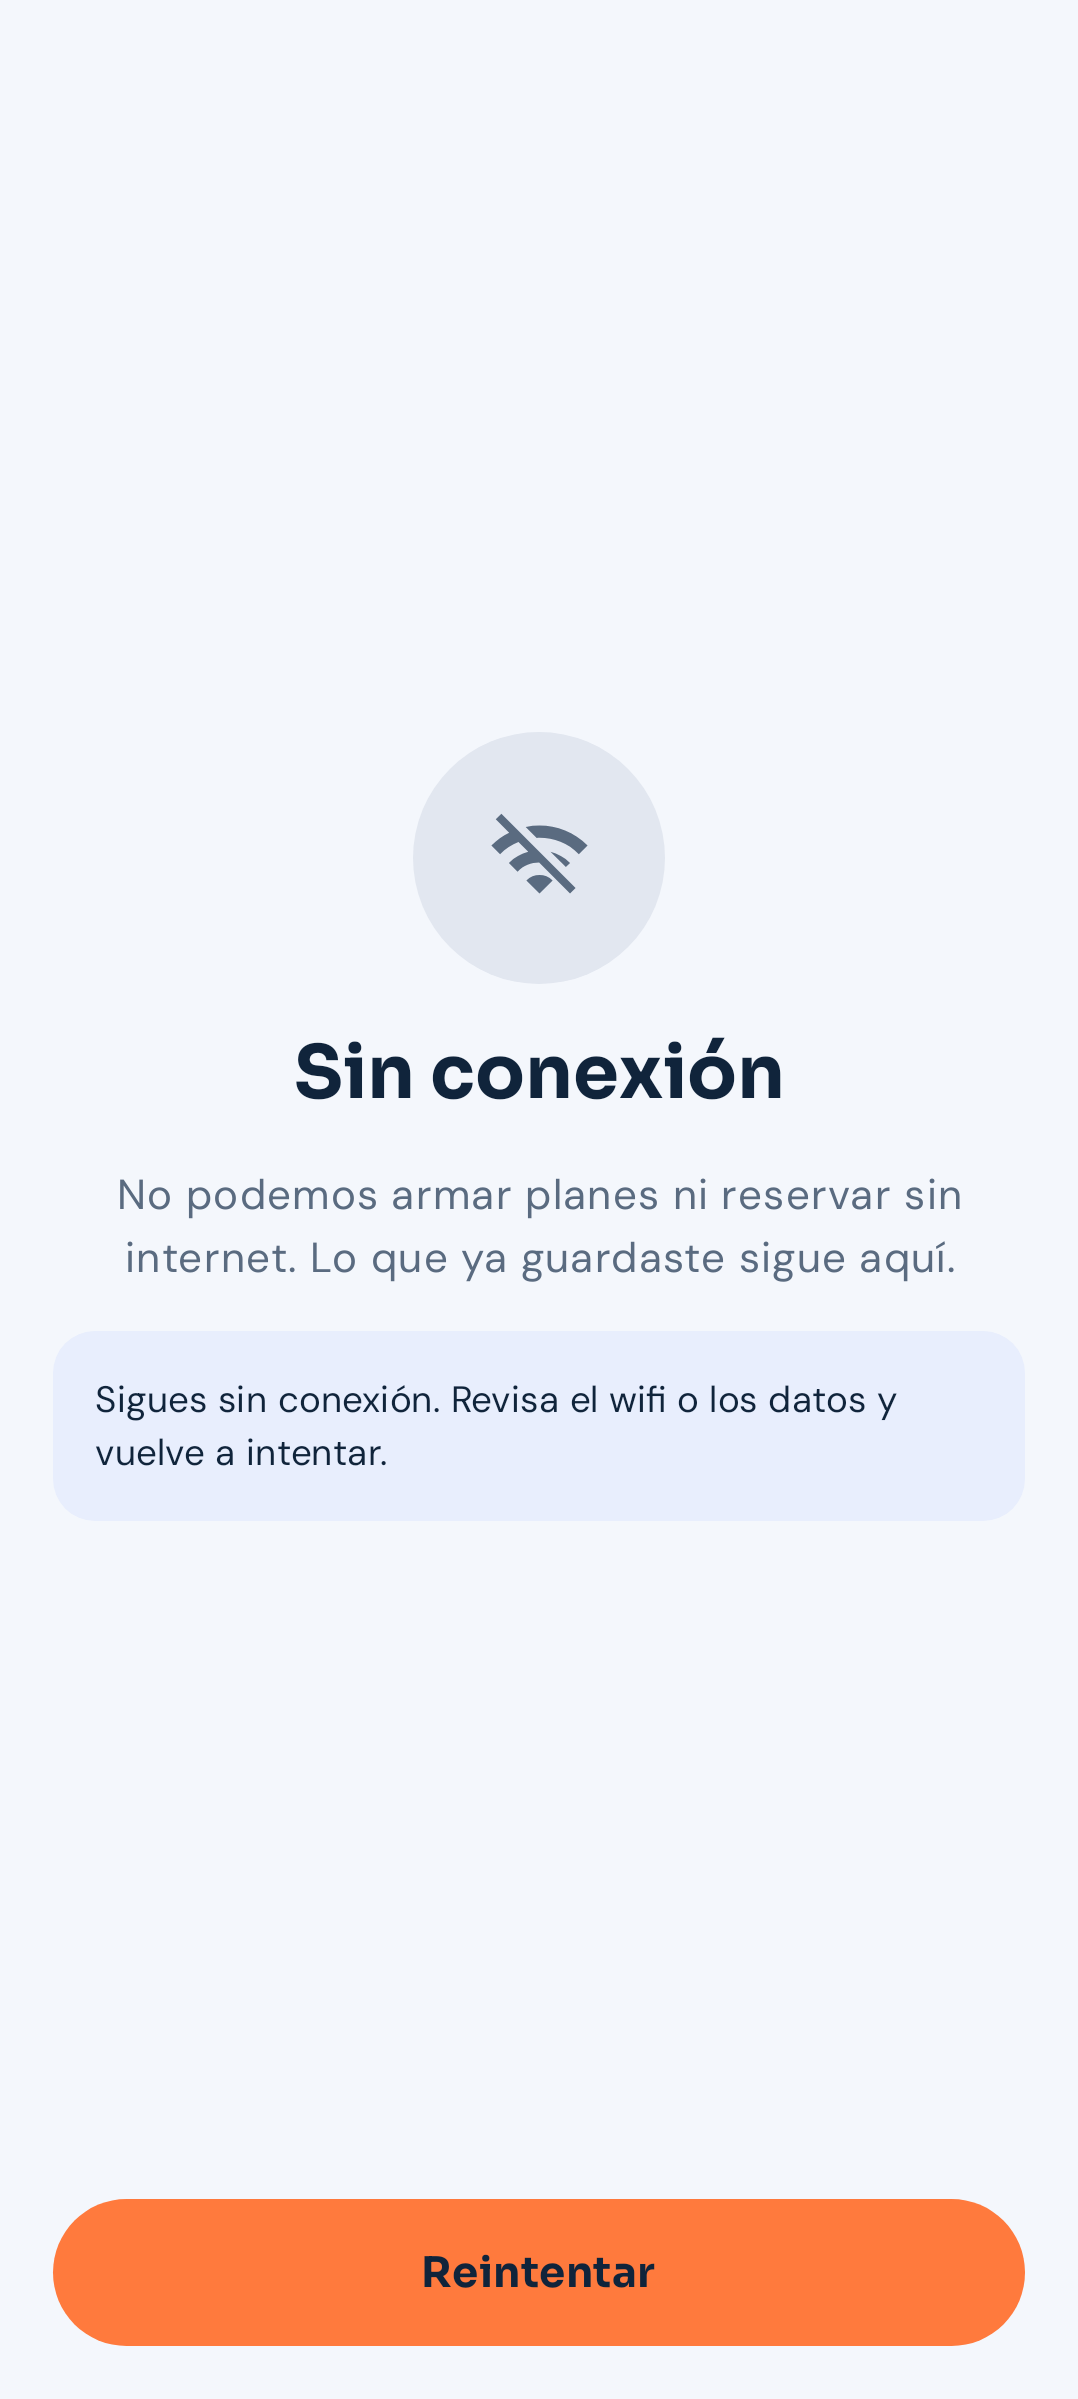 Sin conexión
No podemos armar planes ni reservar sin
internet. Lo que ya guardaste sigue aquí.
Sigues sin conexión. Revisa el wifi o los datos y
vuelve a intentar.
Reintentar